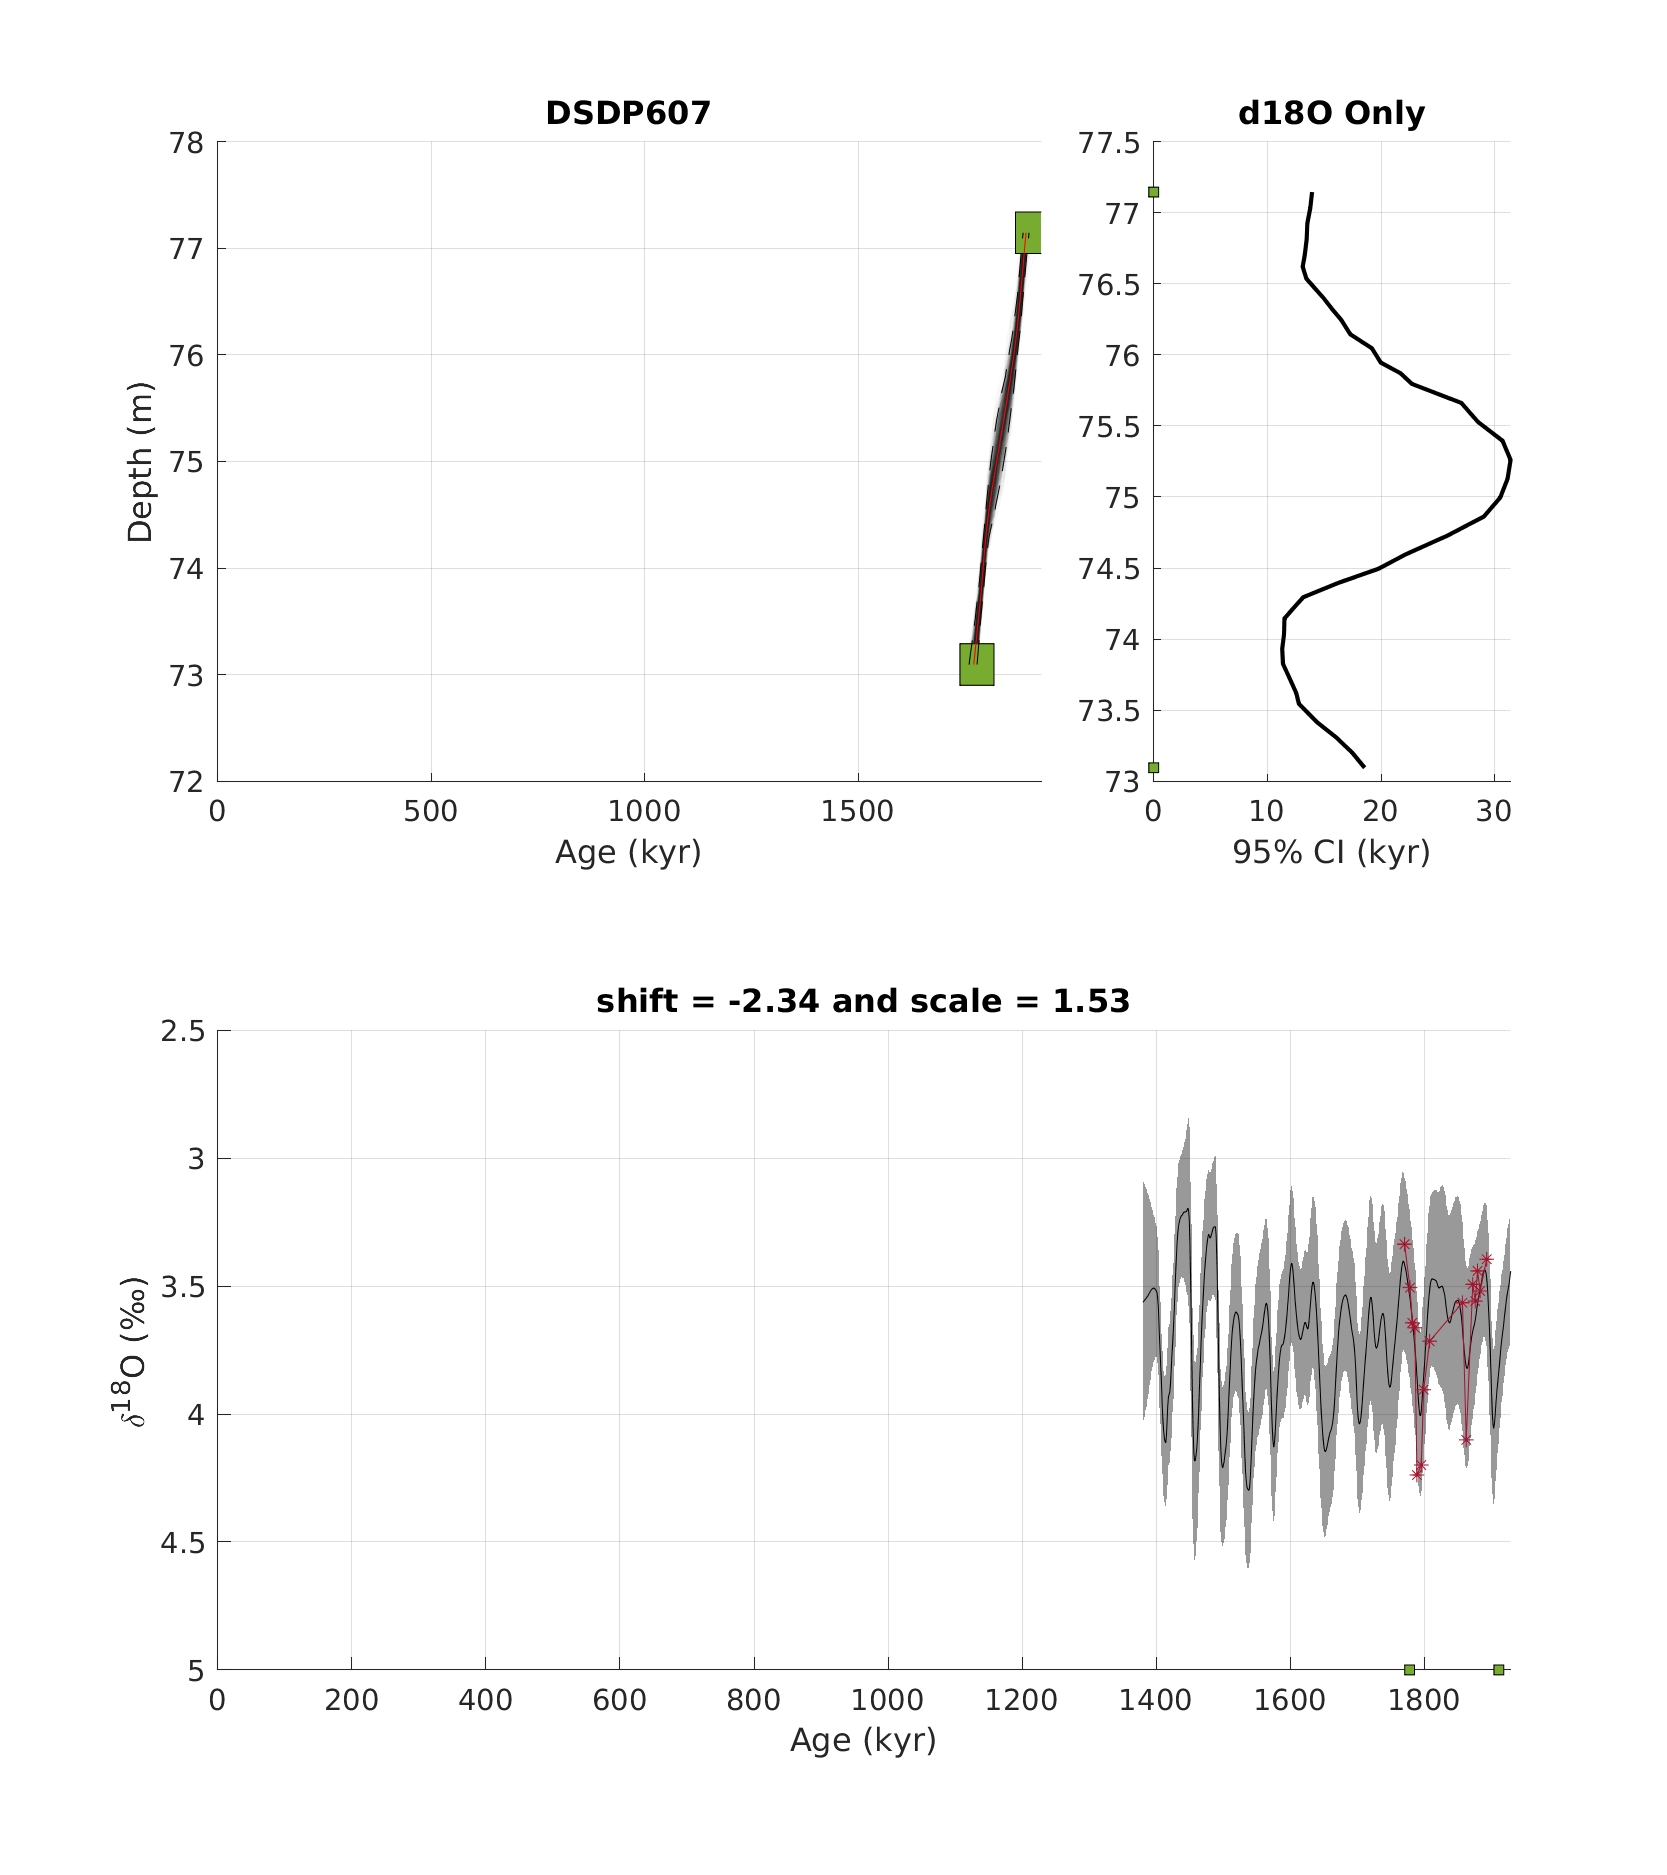 DSDP607
78
77
76
75
74
73
72
Depth (m)
0 500 1000 1500
Age (kyr)
d18O Only
77.5
77
76.5
76
75.5
75
74.5
74
73.5
73
0 10 20 30
95% CI (kyr)
shift = -2.34 and scale = 1.53
2.5
3
3.5
4
4.5
5
δ¹⁸O (‰)
0 200 400 600 800 1000 1200 1400 1600 1800
Age (kyr)